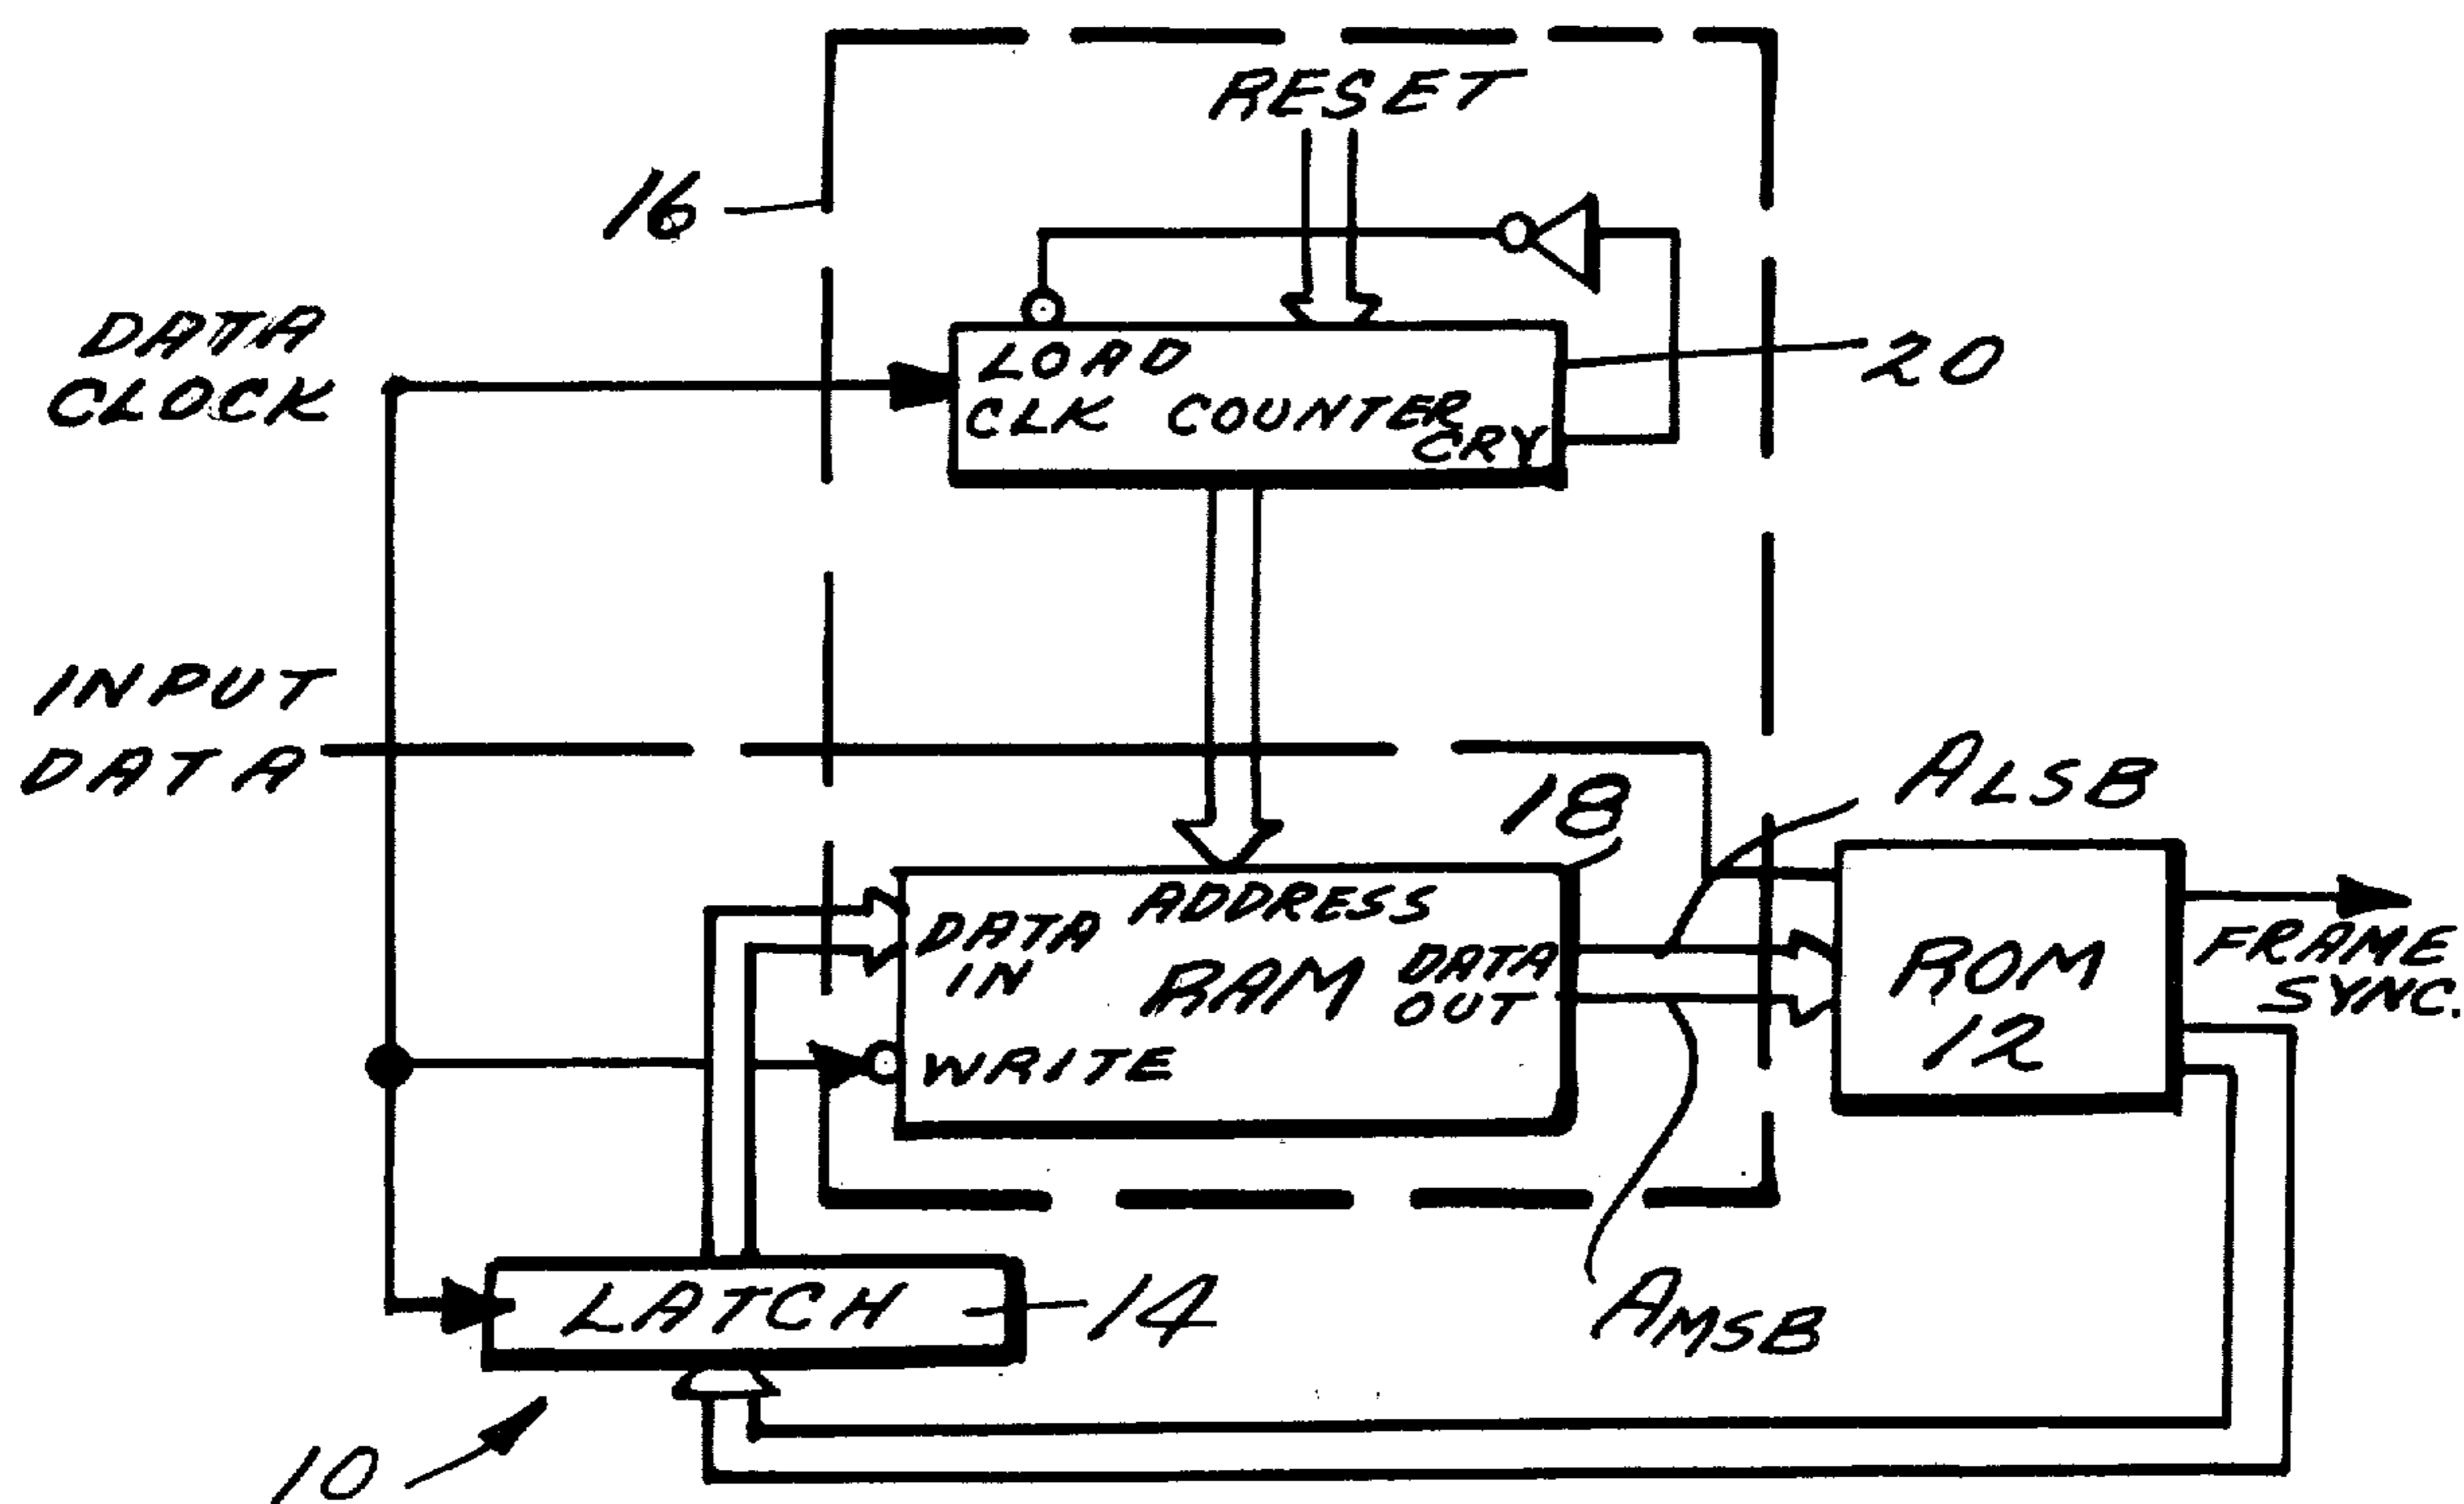 RESET
16
DATA
CLOCK
LOAD
CLK COUNTER
CRY
20
INPUT
DATA
18
ALSB
DATA
IN
ADDRESS
RAM
DATA
OUT
WRITE
ROM
12
FRAME
SYNC.
LATCH
14
AMSB
10